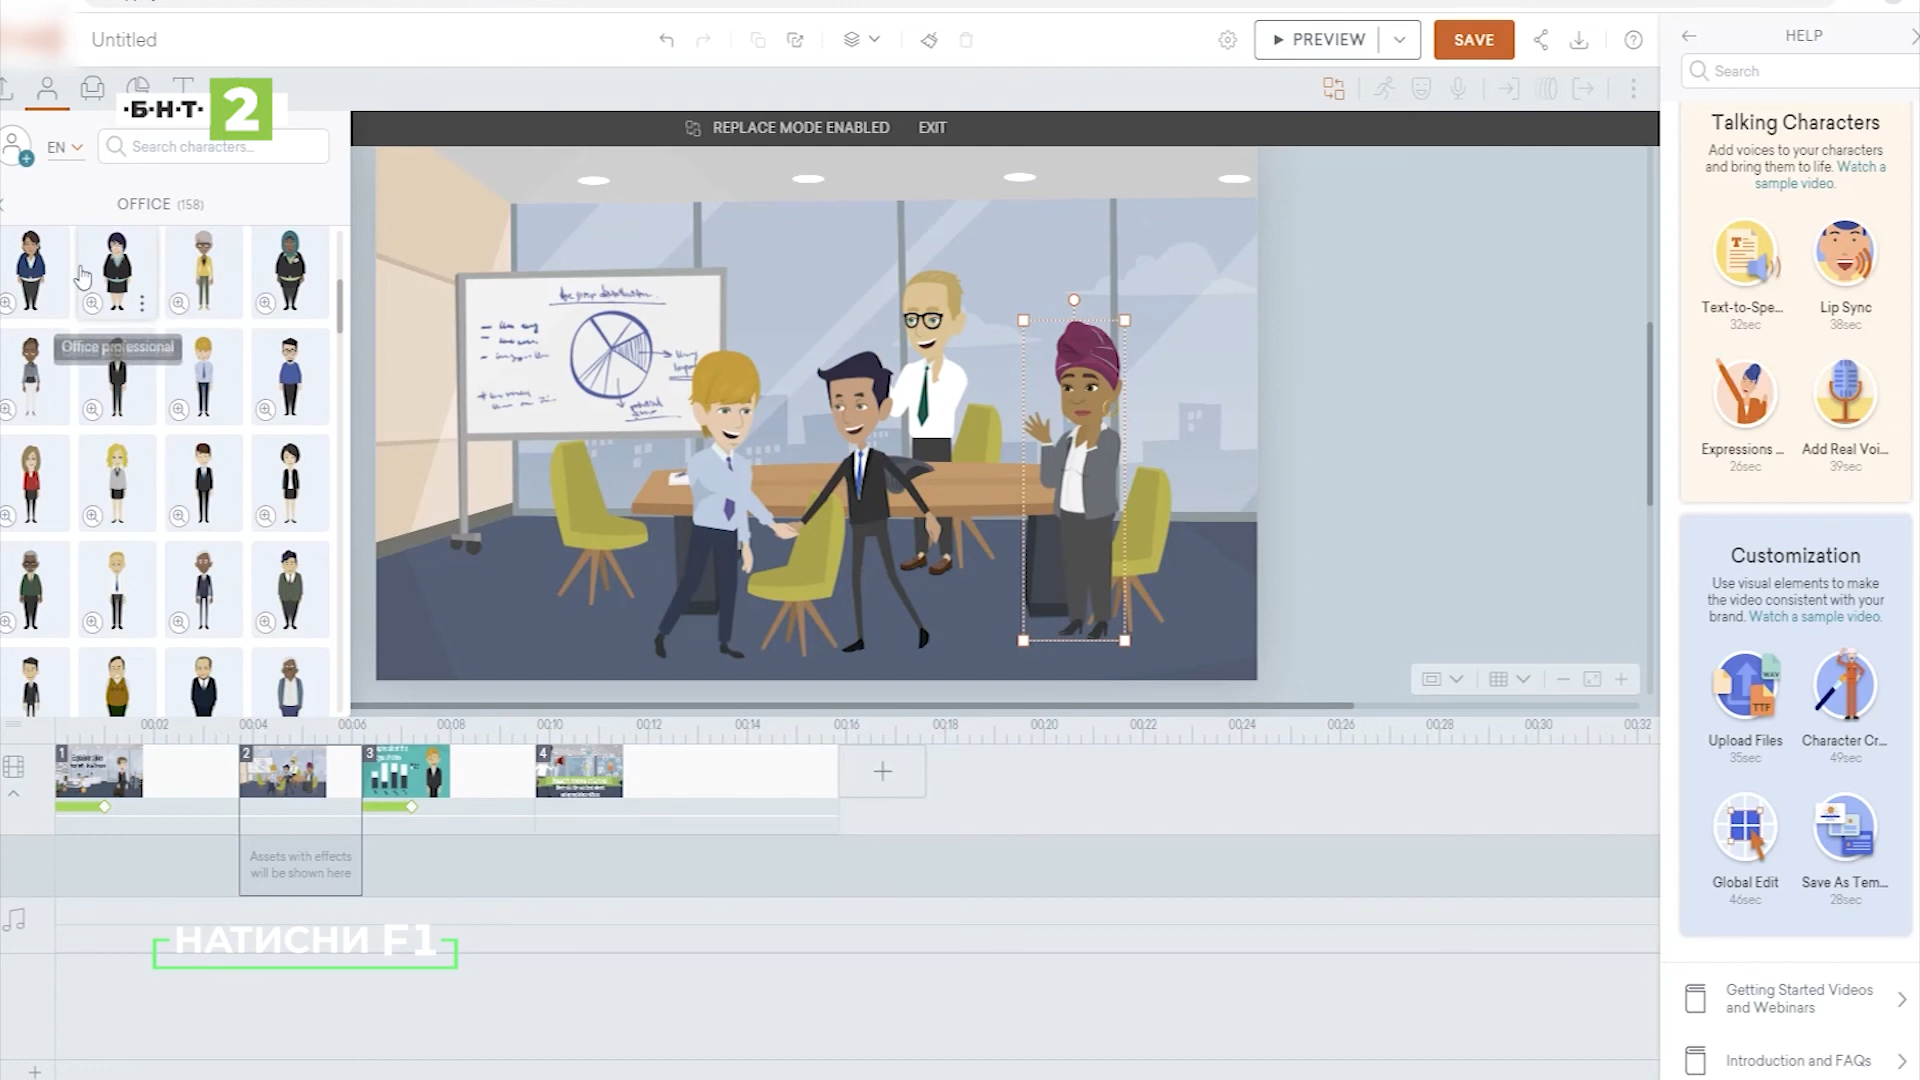 Untitled
PREVIEW
SAVE
HELP
Search
·Б·Н·Т· 2
EN
Search characters...
OFFICE (158)
Office professional
REPLACE MODE ENABLED
EXIT
Talking Characters
Add voices to your characters
and bring them to life. Watch a
sample video.
Text-to-Spe...
32sec
Lip Sync
38sec
Expressions ...
26sec
Add Real Voi...
39sec
Customization
Use visual elements to make
the video consistent with your
brand. Watch a sample video.
WAV
TTF
Upload Files
35sec
Character Cr...
49sec
Global Edit
46sec
Save As Tem...
28sec
Getting Started Videos
and Webinars
Introduction and FAQs
00:02 00:04 00:06 00:08 00:10 00:12 00:14 00:16 00:18 00:20 00:22 00:24 00:26 00:28 00:30 00:32
1
2
3
4
Assets with effects
will be shown here
НАТИСНИ F1